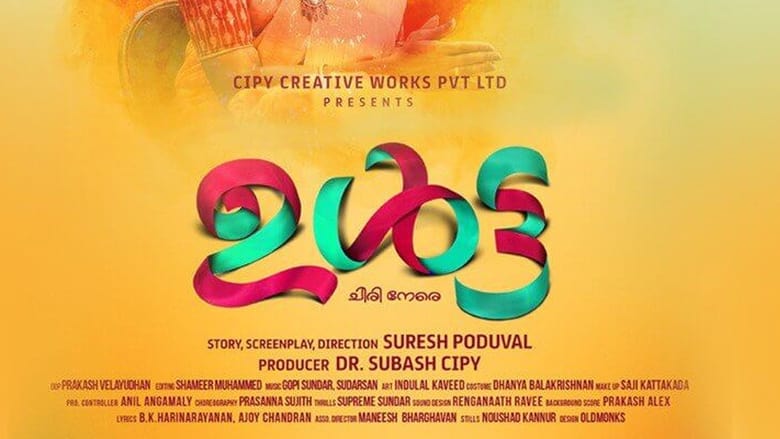 CIPY CREATIVE WORKS PVT LTD
PRESENTS
ഉൾട്ട
ചിരി നേരെ
STORY, SCREENPLAY, DIRECTION SURESH PODUVAL
PRODUCER DR. SUBASH CIPY
DOP PRAKASH VELAYUDHAN EDITING SHAMEER MUHAMMED MUSIC GOPI SUNDAR, SUDARSAN ART INDULAL KAVEED COSTUME DHANYA BALAKRISHNAN MAKE UP SAJI KATTAKADA
PRO. CONTROLLER ANIL ANGAMALY CHOREOGRAPHY PRASANNA SUJITH THRILLS SUPREME SUNDAR SOUND DESIGN RENGANAATH RAVEE BACKGROUND SCORE PRAKASH ALEX
LYRICS B.K.HARINARAYANAN, AJOY CHANDRAN ASSO. DIRECTOR MANEESH BHARGHAVAN STILLS NOUSHAD KANNUR DESIGN OLDMONKS